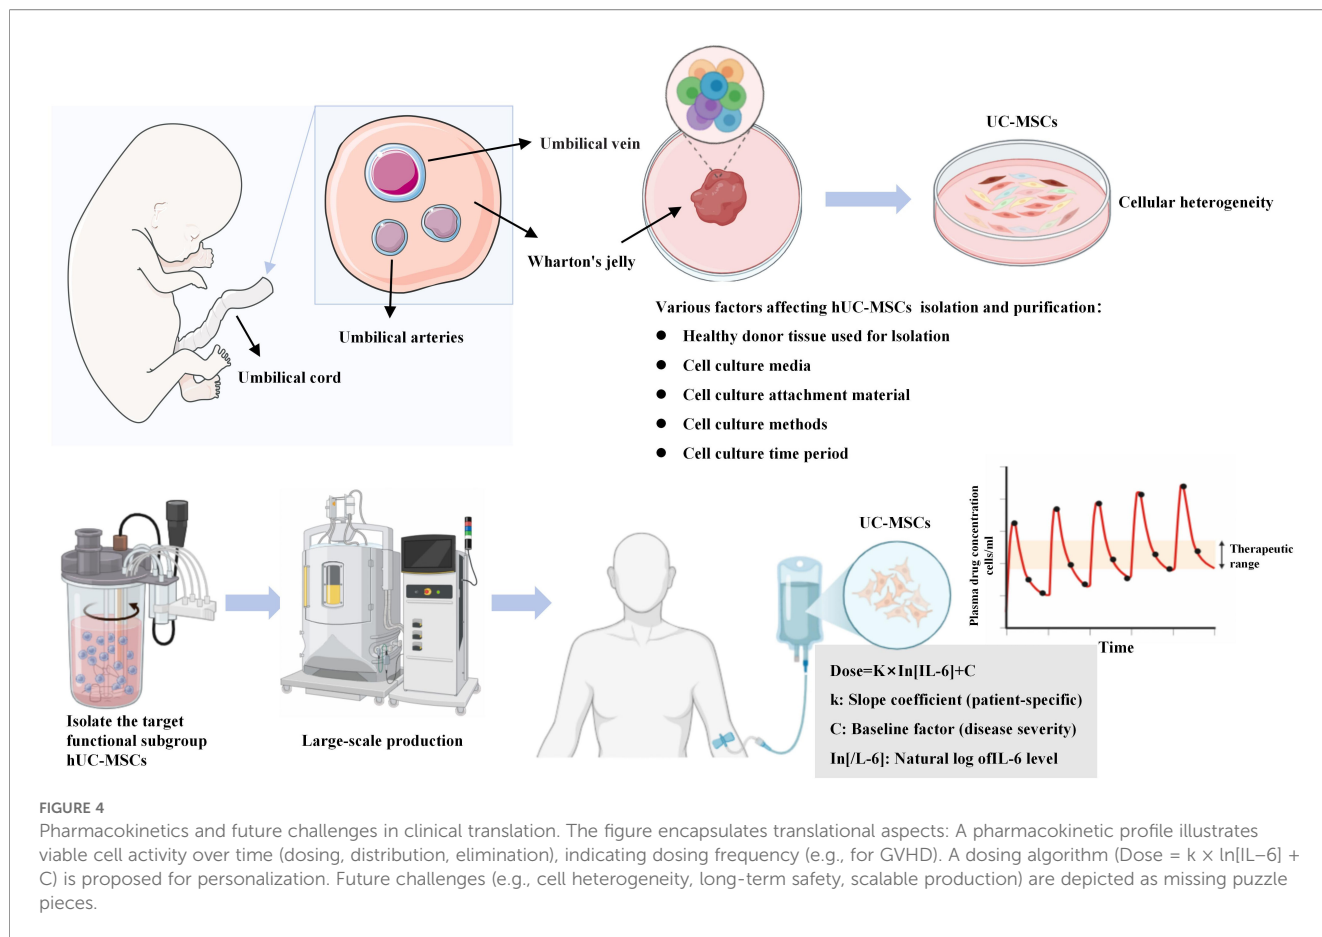 Umbilical vein
Wharton's jelly
Umbilical arteries
Umbilical cord
UC-MSCs
Cellular heterogeneity
Various factors affecting hUC-MSCs isolation and purification:
● Healthy donor tissue used for Isolation
● Cell culture media
● Cell culture attachment material
● Cell culture methods
● Cell culture time period
Isolate the target
functional subgroup
hUC-MSCs
Large-scale production
UC-MSCs
Dose=K×In[IL-6]+C
k: Slope coefficient (patient-specific)
C: Baseline factor (disease severity)
In[/L-6]: Natural log ofIL-6 level
Plasma drug concentration
cells/ml
Therapeutic
range
Time
FIGURE 4
Pharmacokinetics and future challenges in clinical translation. The figure encapsulates translational aspects: A pharmacokinetic profile illustrates
viable cell activity over time (dosing, distribution, elimination), indicating dosing frequency (e.g., for GVHD). A dosing algorithm (Dose = k × ln[IL−6] +
C) is proposed for personalization. Future challenges (e.g., cell heterogeneity, long-term safety, scalable production) are depicted as missing puzzle
pieces.